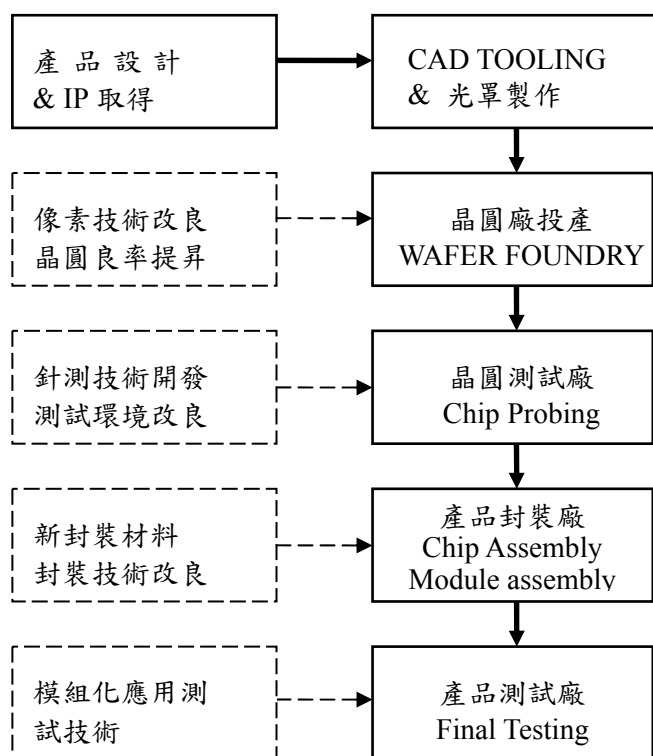 產品設計
& IP 取得
CAD TOOLING
& 光罩製作
像素技術改良
晶圓良率提昇
晶圓廠投產
WAFER FOUNDRY
針測技術開發
測試環境改良
晶圓測試廠
Chip Probing
新封裝材料
封裝技術改良
產品封裝廠
Chip Assembly
Module assembly
模組化應用測
試技術
產品測試廠
Final Testing